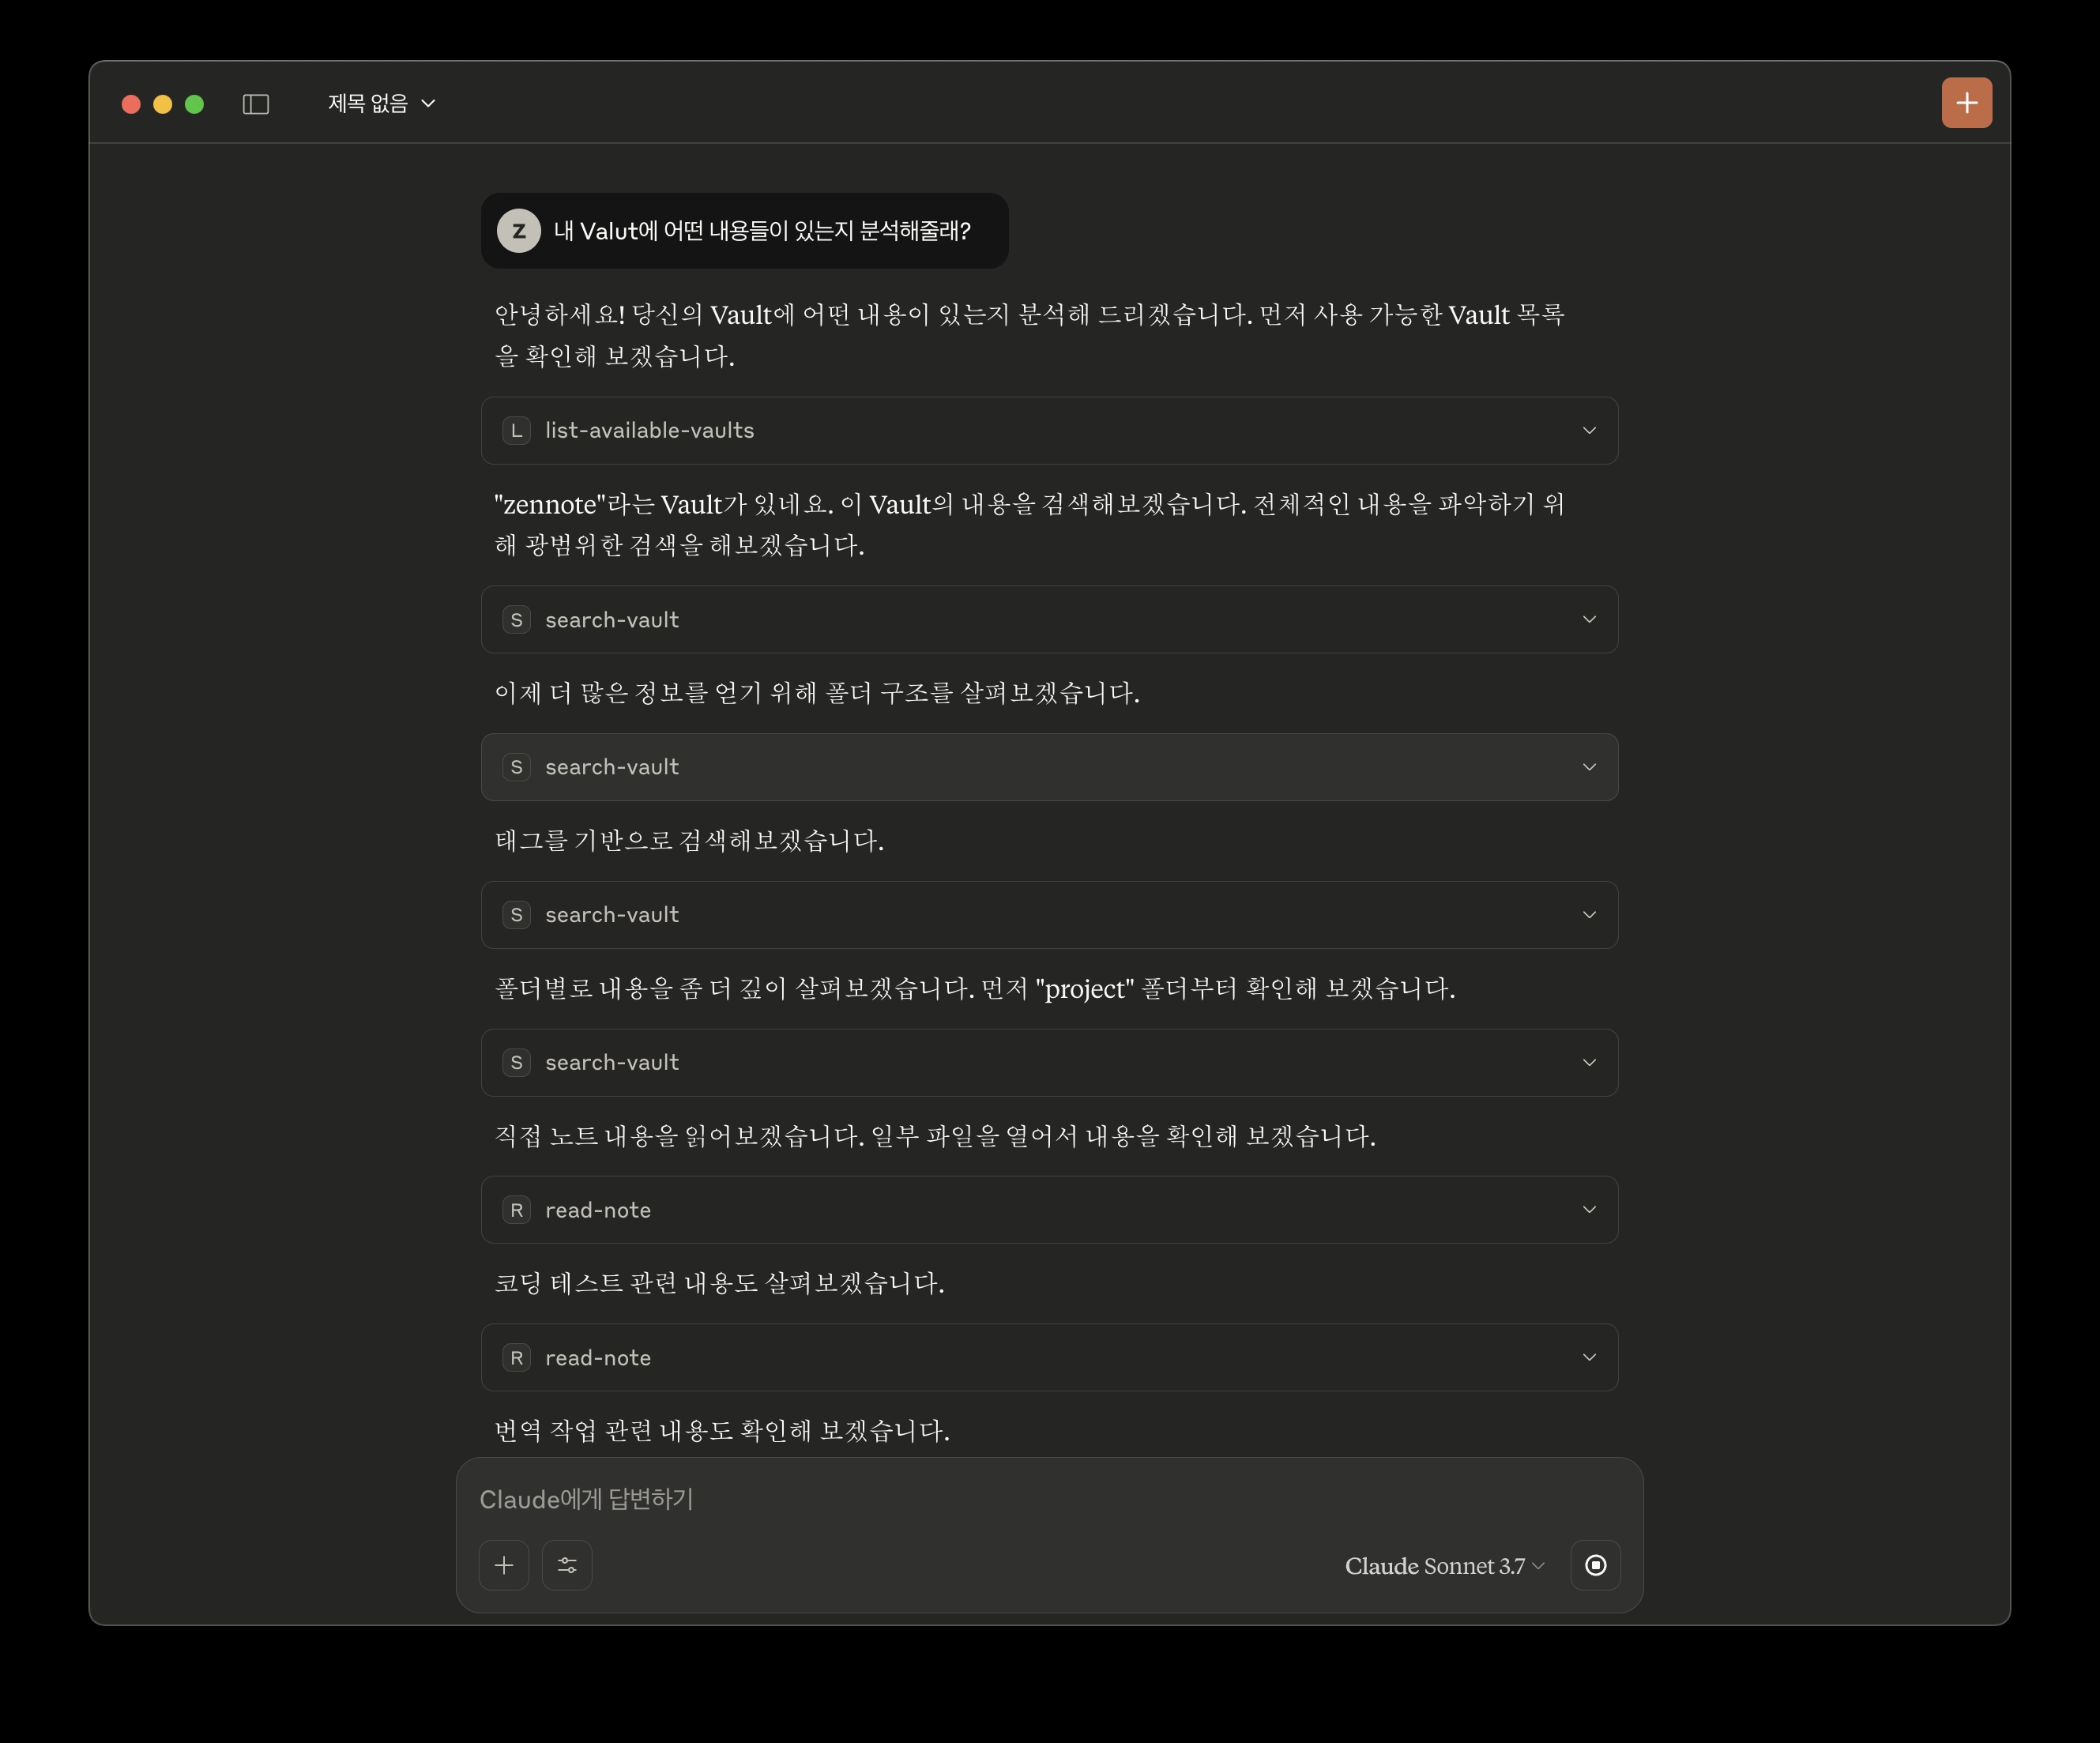 제목 없음
Z
내 Valut에 어떤 내용들이 있는지 분석해줄래?
안녕하세요! 당신의 Vault에 어떤 내용이 있는지 분석해 드리겠습니다. 먼저 사용 가능한 Vault 목록
을 확인해 보겠습니다.
L list-available-vaults
"zennote"라는 Vault가 있네요. 이 Vault의 내용을 검색해보겠습니다. 전체적인 내용을 파악하기 위
해 광범위한 검색을 해보겠습니다.
S search-vault
이제 더 많은 정보를 얻기 위해 폴더 구조를 살펴보겠습니다.
S search-vault
태그를 기반으로 검색해보겠습니다.
S search-vault
폴더별로 내용을 좀 더 깊이 살펴보겠습니다. 먼저 "project" 폴더부터 확인해 보겠습니다.
S search-vault
직접 노트 내용을 읽어보겠습니다. 일부 파일을 열어서 내용을 확인해 보겠습니다.
R read-note
코딩 테스트 관련 내용도 살펴보겠습니다.
R read-note
번역 작업 관련 내용도 확인해 보겠습니다.
Claude에게 답변하기
Claude Sonnet 3.7